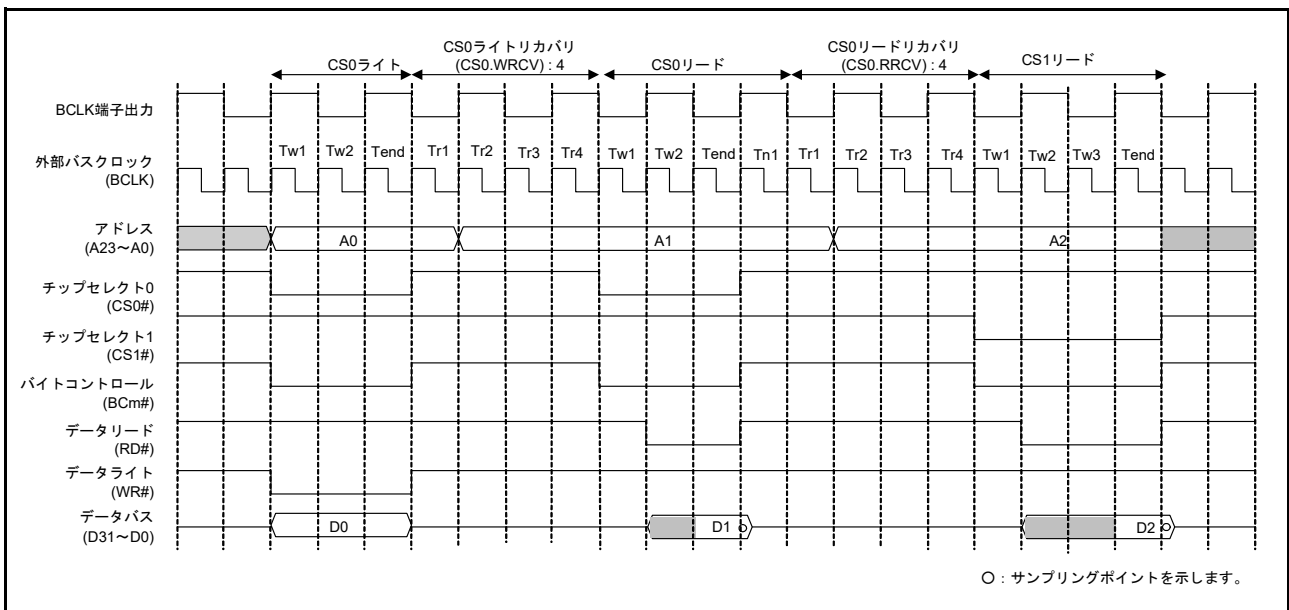 CS0ライト
CS0ライトリカバリ
(CS0.WRCV) : 4
CS0リード
CS0リードリカバリ
(CS0.RRCV) : 4
CS1リード
BCLK端子出力
外部バスクロック
(BCLK)
Tw1 Tw2 Tend Tr1 Tr2 Tr3 Tr4 Tw1 Tw2 Tend Tn1 Tr1 Tr2 Tr3 Tr4 Tw1 Tw2 Tw3 Tend
アドレス
(A23～A0)
A0 A1 A2
チップセレクト0
(CS0#)
チップセレクト1
(CS1#)
バイトコントロール
(BCm#)
データリード
(RD#)
データライト
(WR#)
データバス
(D31～D0)
D0 D1 D2
○：サンプリングポイントを示します。